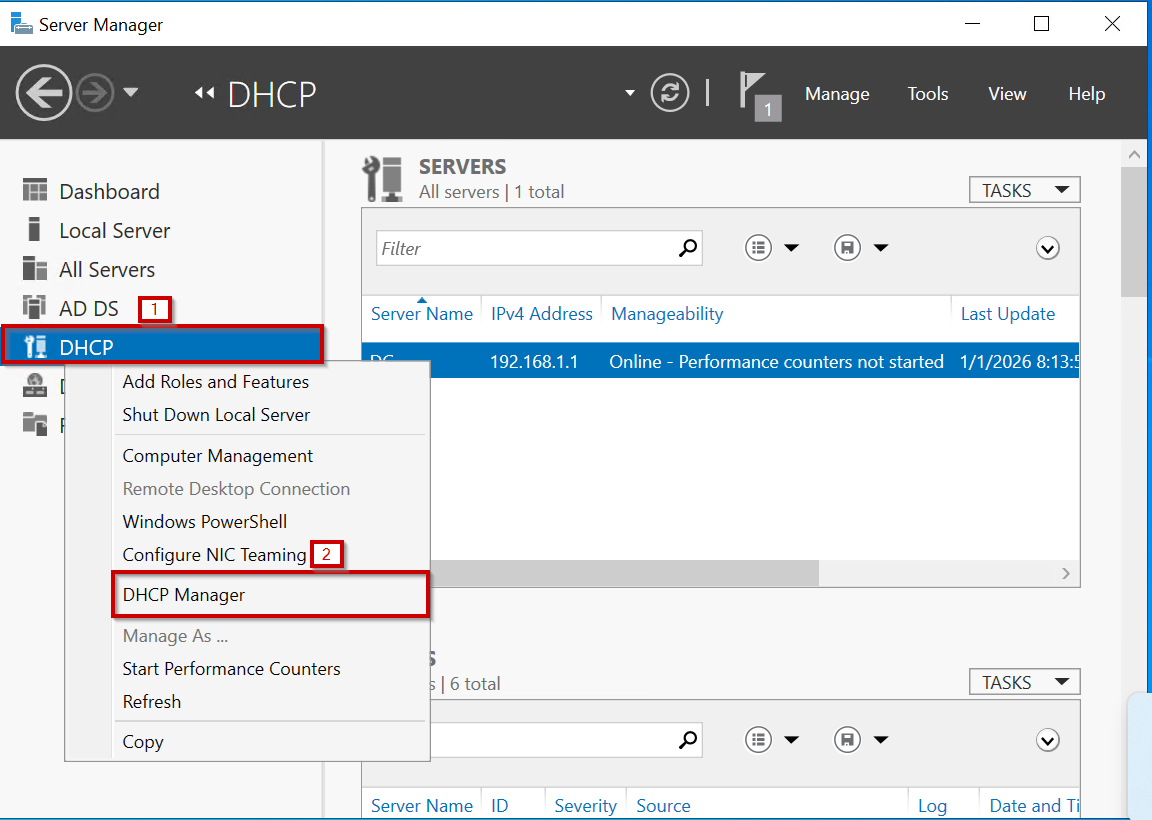 Server Manager
DHCP
1
Manage
Tools
View
Help
Dashboard
Local Server
All Servers
AD DS
1
DHCP
Add Roles and Features
Shut Down Local Server
Computer Management
Remote Desktop Connection
Windows PowerShell
Configure NIC Teaming
2
DHCP Manager
Manage As ...
Start Performance Counters
Refresh
Copy
SERVERS
All servers | 1 total
TASKS
Filter
Server Name IPv4 Address Manageability Last Update
192.168.1.1 Online - Performance counters not started 1/1/2026 8:13:5
| 6 total
TASKS
Server Name ID Severity Source Log Date and Ti